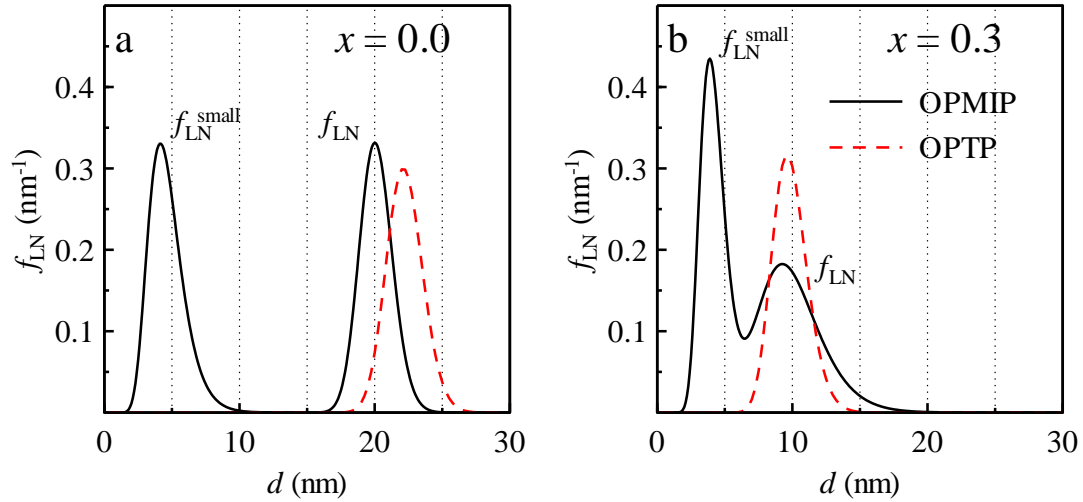 a
x = 0.0
f_LN^small
f_LN
f_LN (nm^-1)
0.4
0.3
0.2
0.1
0
10
20
30
d (nm)
b
f_LN^small
x = 0.3
OPMIP
OPTP
f_LN
f_LN (nm^-1)
0.4
0.3
0.2
0.1
0
10
20
30
d (nm)